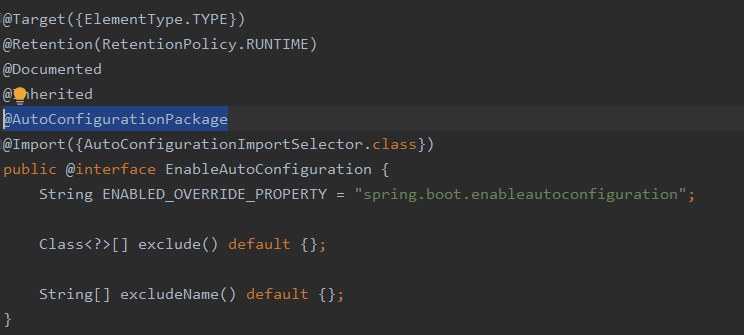 @Target({ElementType.TYPE})
@Retention(RetentionPolicy.RUNTIME)
@Documented
@Inherited
@AutoConfigurationPackage
@Import({AutoConfigurationImportSelector.class})
public @interface EnableAutoConfiguration {
    String ENABLED_OVERRIDE_PROPERTY = "spring.boot.enableautoconfiguration";

    Class<?>[] exclude() default {};

    String[] excludeName() default {};
}